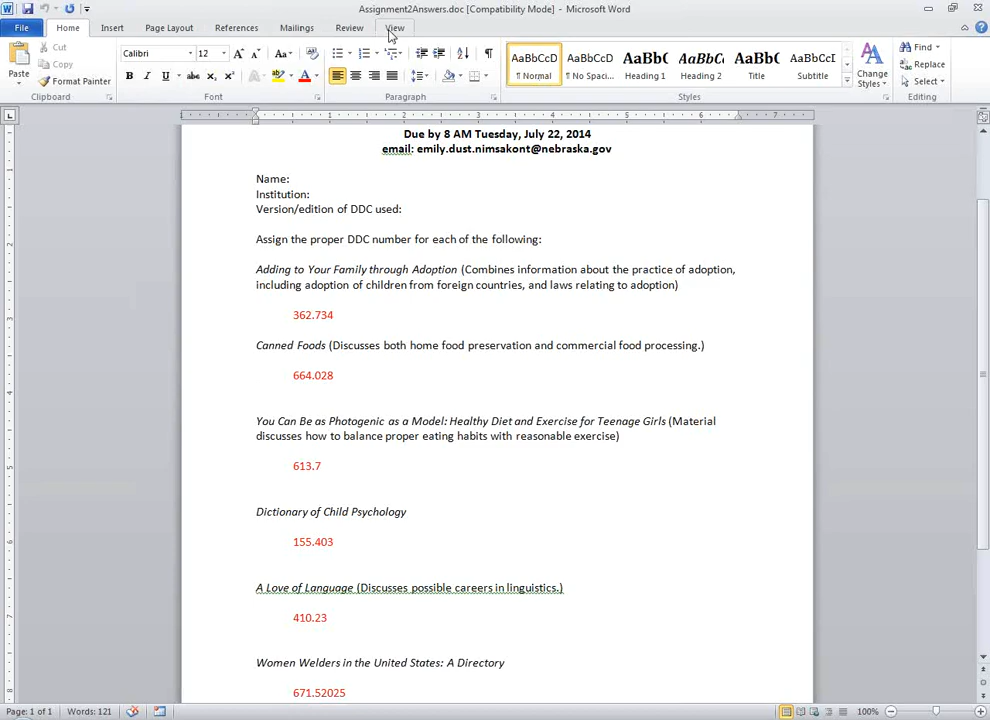 Assignment2Answers.doc [Compatibility Mode] - Microsoft Word
File Home Insert Page Layout References Mailings Review View
Paste
Cut
Copy
Format Painter
Clipboard
Calibri 12
Font
Paragraph
AaBbCcD AaBbCcD AaBbC AaBbCc AaBb AaBbCcI
¶ Normal ¶ No Spaci... Heading 1 Heading 2 Title Subtitle
Change Styles
Styles
Find
Replace
Select
Editing
1 2 3 4 5 6 7
Due by 8 AM Tuesday, July 22, 2014
email: emily.dust.nimsakont@nebraska.gov
Name:
Institution:
Version/edition of DDC used:
Assign the proper DDC number for each of the following:
Adding to Your Family through Adoption (Combines information about the practice of adoption,
including adoption of children from foreign countries, and laws relating to adoption)
362.734
Canned Foods (Discusses both home food preservation and commercial food processing.)
664.028
You Can Be as Photogenic as a Model: Healthy Diet and Exercise for Teenage Girls (Material
discusses how to balance proper eating habits with reasonable exercise)
613.7
Dictionary of Child Psychology
155.403
A Love of Language (Discusses possible careers in linguistics.)
410.23
Women Welders in the United States: A Directory
671.52025
Page: 1 of 1 Words: 121 100%